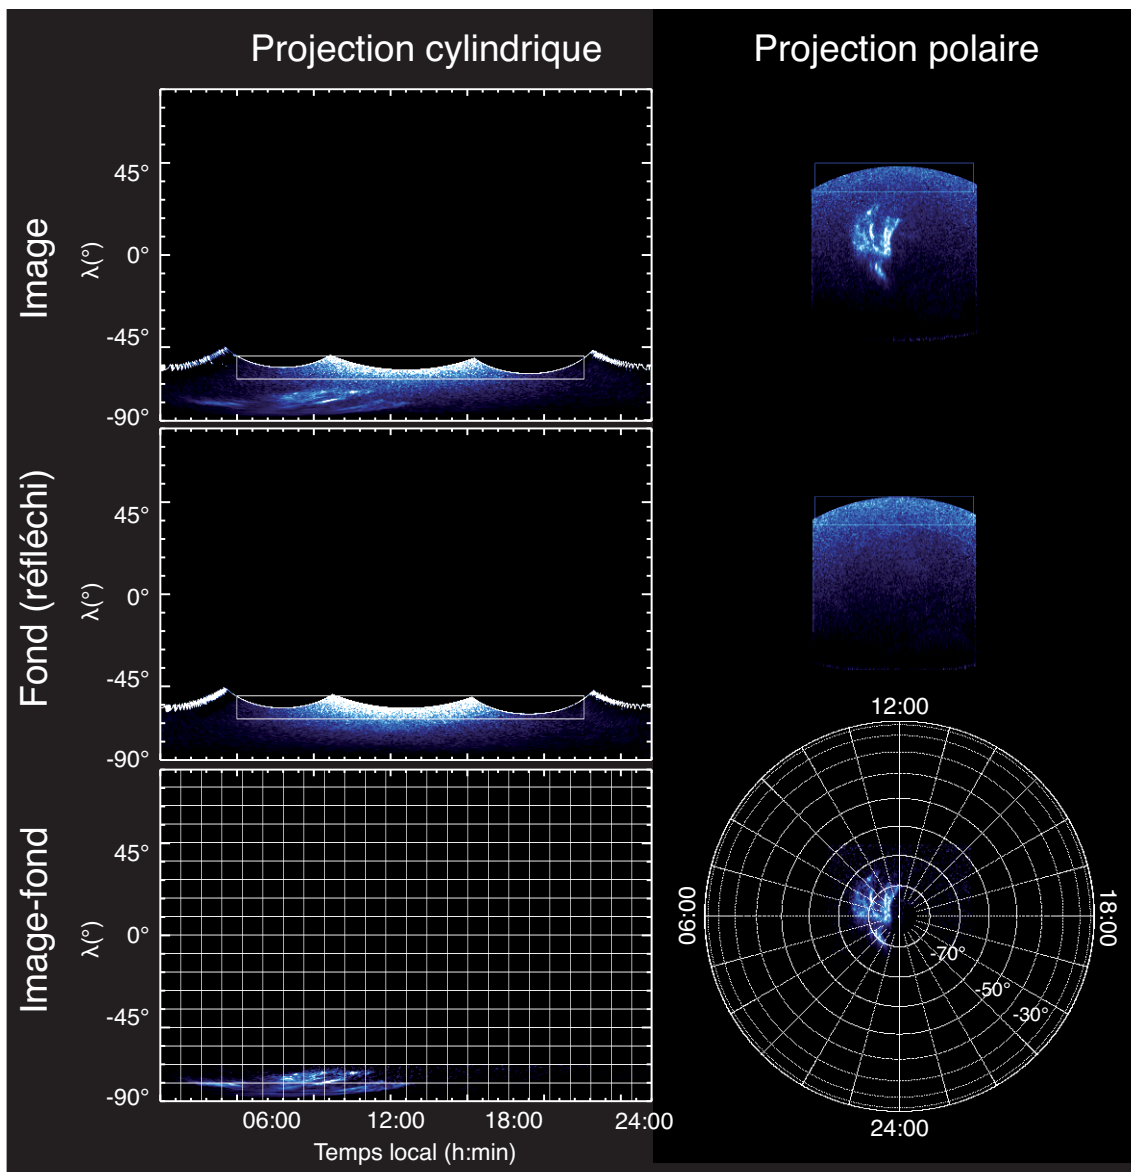 Projection cylindrique
Projection polaire
Image
λ(°)
45°
0°
-45°
-90°
Fond (réfléchi)
λ(°)
45°
0°
-45°
-90°
Image-fond
λ(°)
45°
0°
-45°
-90°
06:00
12:00
18:00
24:00
Temps local (h:min)
12:00
06:00
18:00
-70°
-50°
-30°
24:00